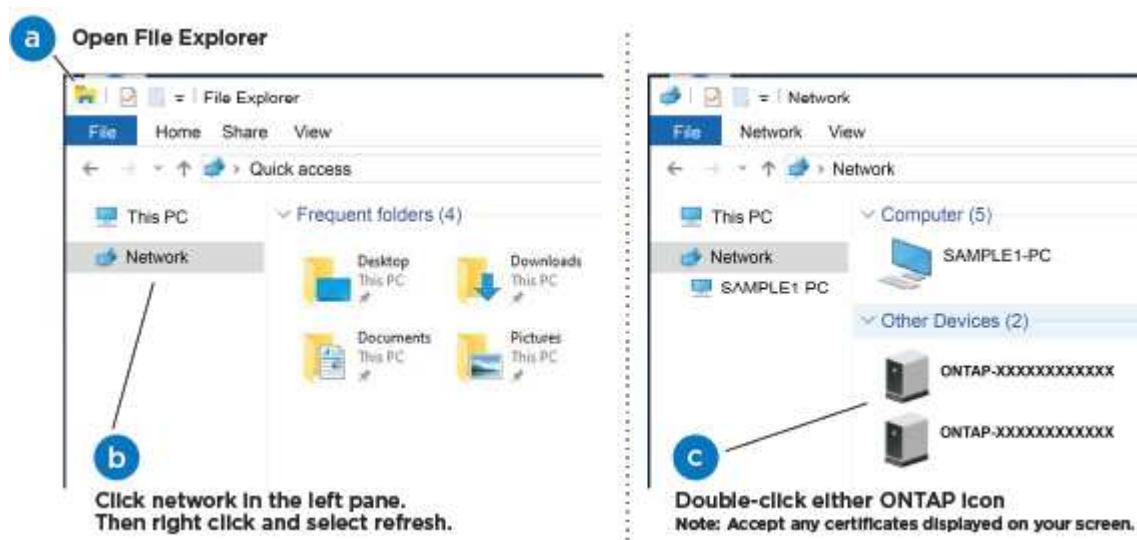 a
Open File Explorer
File Explorer
File Home Share View
Quick access
This PC
Network
Frequent folders (4)
Desktop
This PC
Downloads
This PC
Documents
This PC
Pictures
This PC
b
Click network in the left pane.
Then right click and select refresh.
Network
File Network View
Network
This PC
Network
SAMPLE1 PC
Computer (5)
SAMPLE1-PC
Other Devices (2)
ONTAP-XXXXXXXXXXXX
ONTAP-XXXXXXXXXXXX
c
Double-click either ONTAP icon
Note: Accept any certificates displayed on your screen.